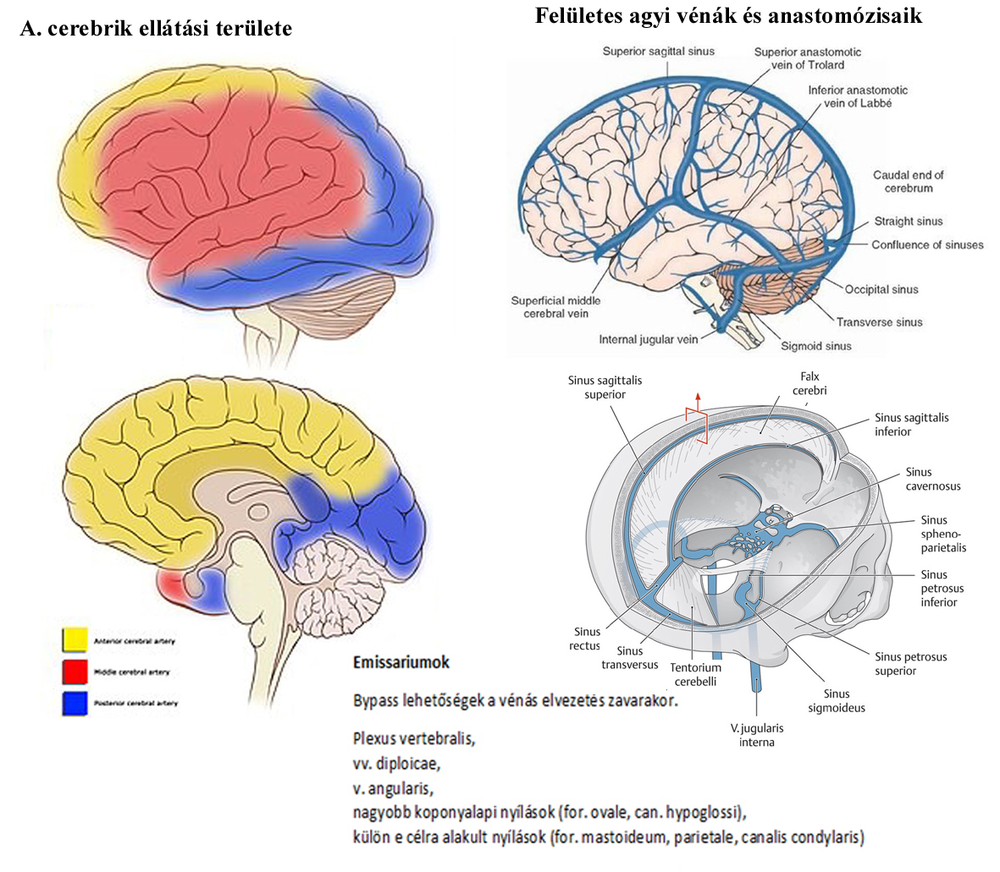 A. cerebrik ellátási területe
Felületes agyi vénák és anastomózisaik
Superior sagittal sinus
Superior anastomotic
vein of Trolard
Inferior anastomotic
vein of Labbé
Caudal end of
cerebrum
Straight sinus
Confluence of sinuses
Occipital sinus
Transverse sinus
Sigmoid sinus
Internal jugular vein
Superficial middle
cerebral vein
Sinus sagittalis
superior
Falx
cerebri
Sinus sagittalis
inferior
Sinus
cavernosus
Sinus
spheno-
parietalis
Sinus
petrosus
inferior
Sinus petrosus
superior
Sinus
sigmoideus
V. jugularis
interna
Tentorium
cerebelli
Sinus
transversus
Sinus
rectus
Anterior cerebral artery
Middle cerebral artery
Posterior cerebral artery
Emissariumok
Bypass lehetőségek a vénás elvezetés zavarakor.
Plexus vertebralis,
vv. diploicae,
v. angularis,
nagyobb koponyalapi nyílások (for. ovale, can. hypoglossi),
külön e célra alakult nyílások (for. mastoideum, parietale, canalis condylaris)